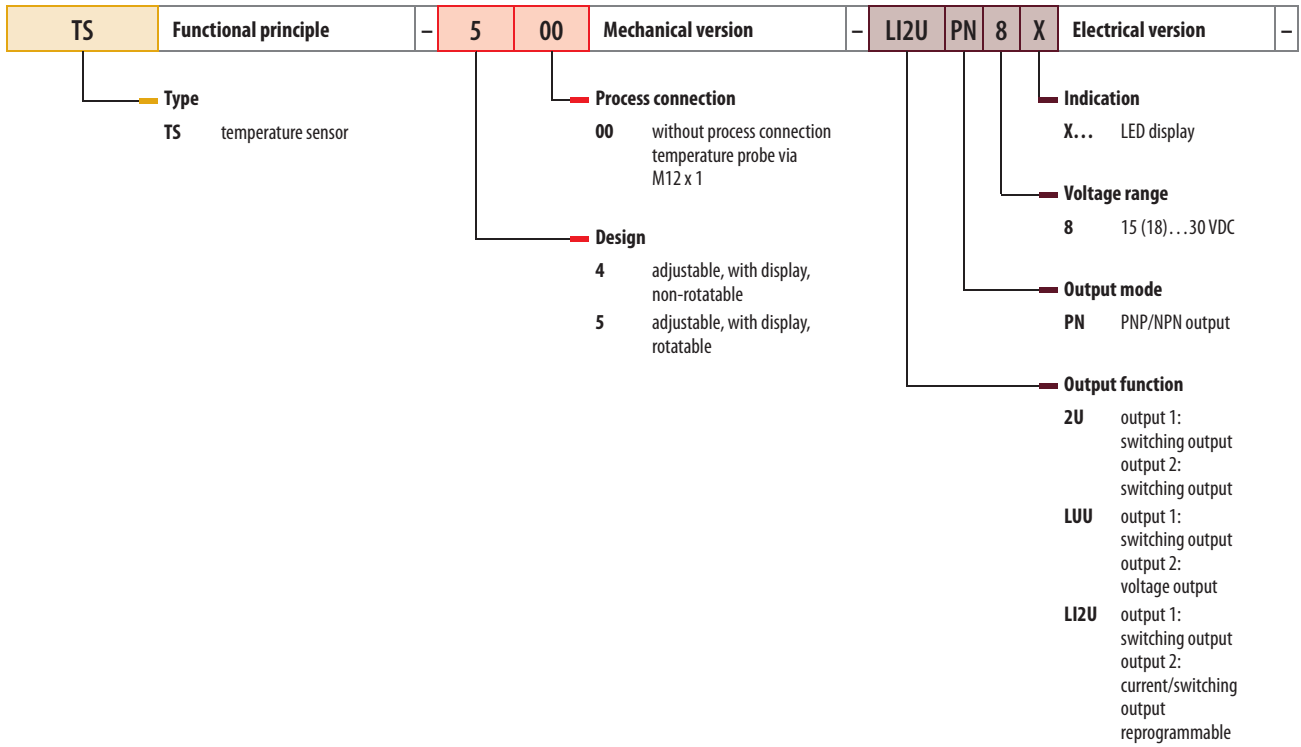 TS Functional principle – 5 00 Mechanical version – LI2U PN 8 X Electrical version –
Type
TS temperature sensor
Process connection
00 without process connection
temperature probe via
M12 x 1
Design
4 adjustable, with display,
non-rotatable
5 adjustable, with display,
rotatable
Indication
X… LED display
Voltage range
8 15 (18)…30 VDC
Output mode
PN PNP/NPN output
Output function
2U output 1:
switching output
output 2:
switching output
LUU output 1:
switching output
output 2:
voltage output
LI2U output 1:
switching output
output 2:
current/switching
output
reprogrammable